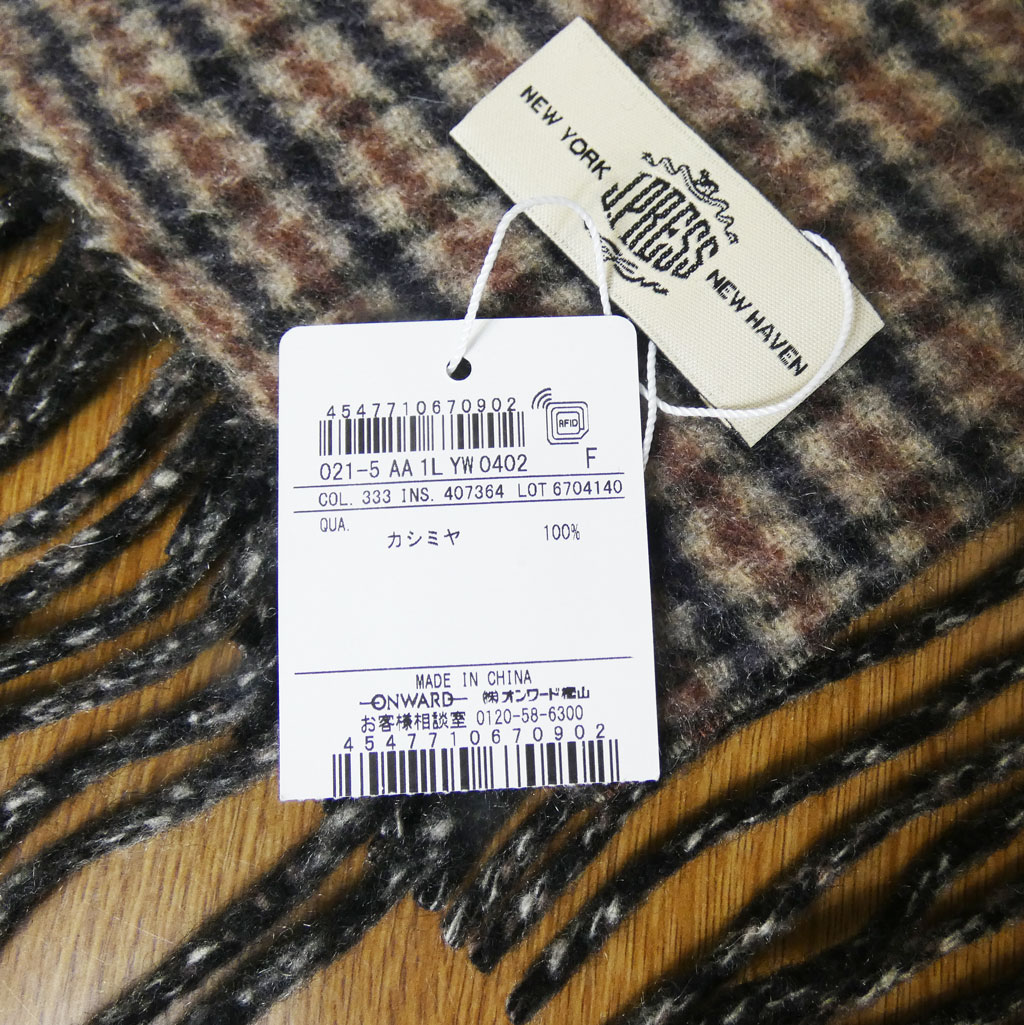 NEW YORK J.PRESS NEW HAVEN
4547710670902
RFID
021-5 AA 1L YW 0402 F
COL. 333 INS. 407364 LOT 6704140
QUA.
カシミヤ 100%
MADE IN CHINA
ONWARD ㈱オンワード樫山
お客様相談室 0120-58-6300
4547710670902